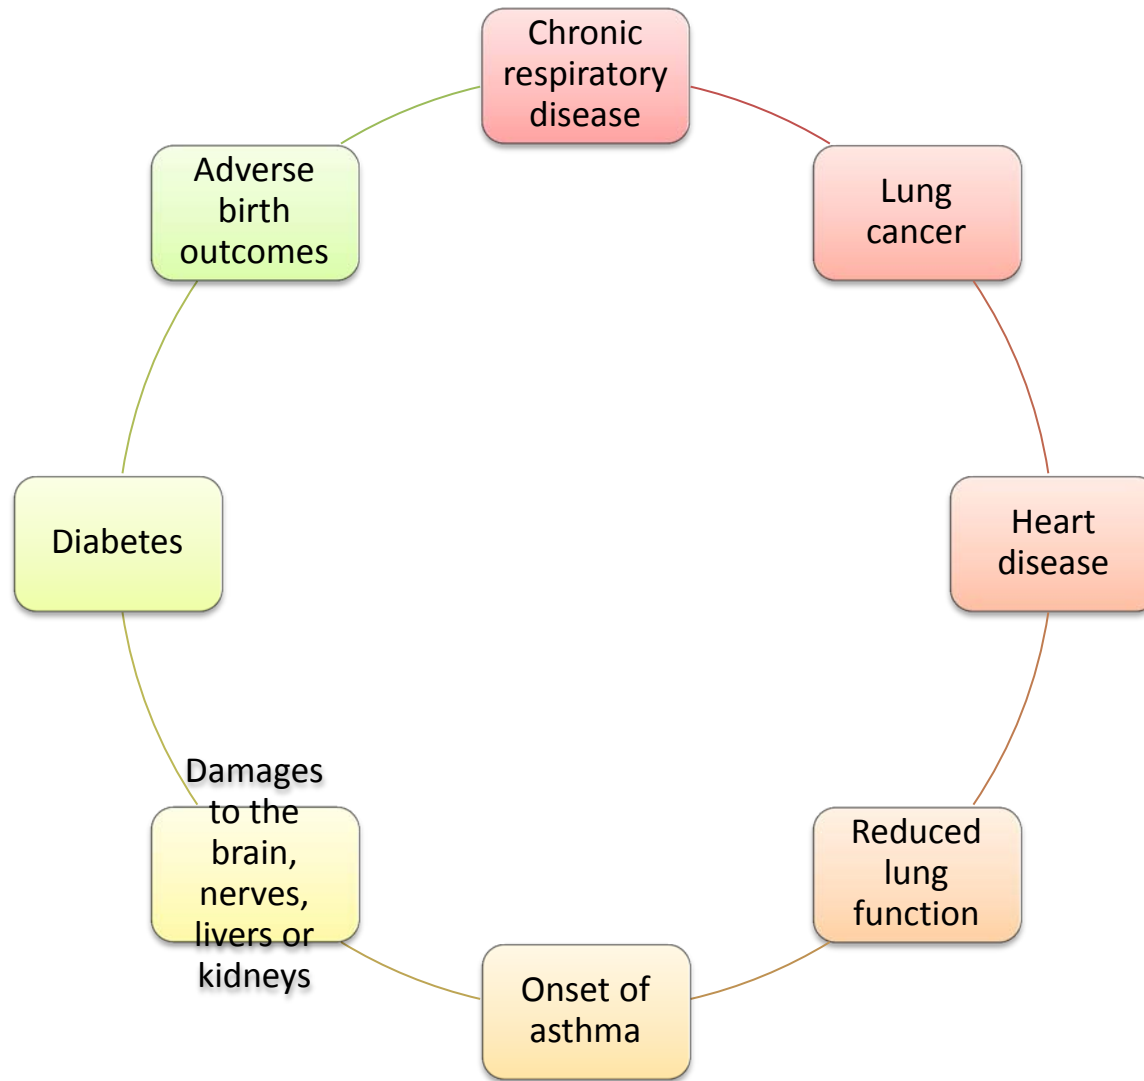 Chronic
respiratory
disease
Lung
cancer
Heart
disease
Reduced
lung
function
Onset of
asthma
Damages
to the
brain,
nerves,
livers or
kidneys
Diabetes
Adverse
birth
outcomes